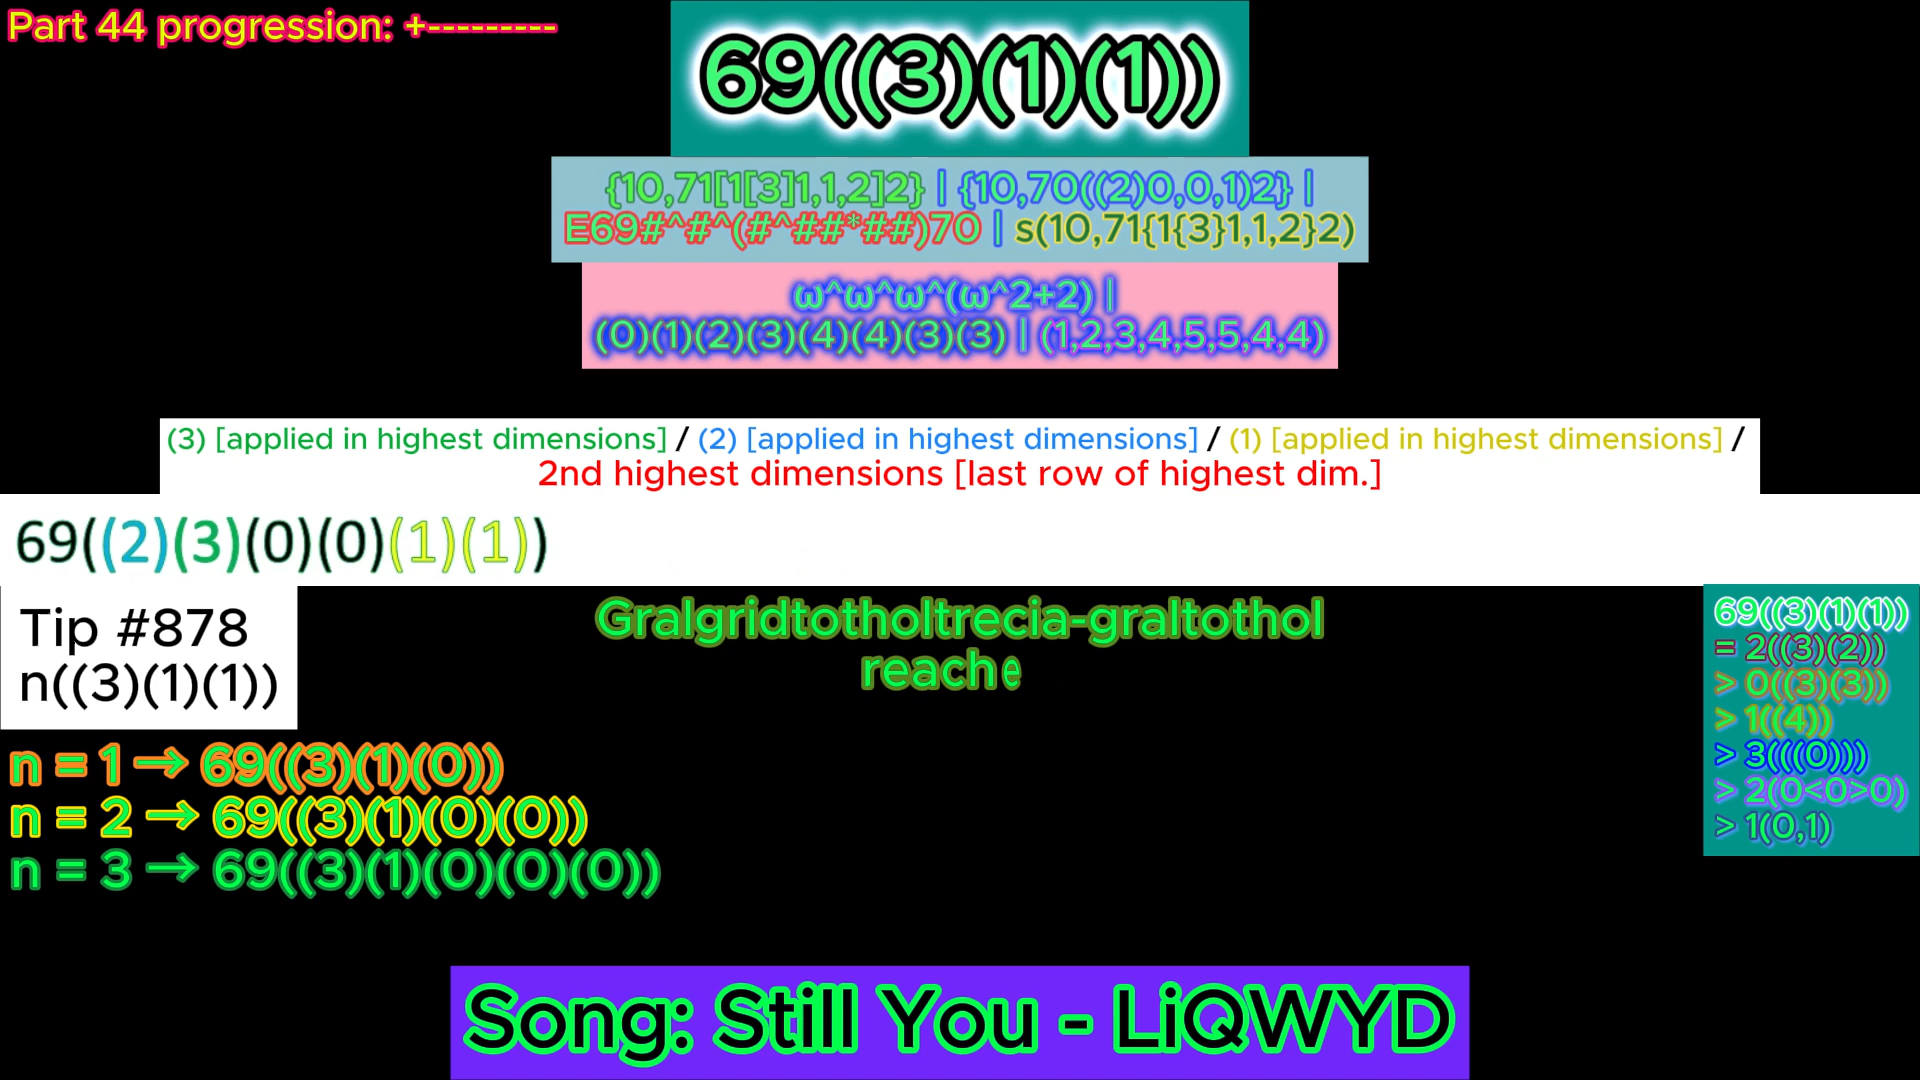 Part 44 progression: +---------
69((3)(1)(1))
{10,71[1[3]1,1,2]2} | {10,70((2)0,0,1)2} |
E69#^#^(#^##*##)70 | s(10,71{1{3}1,1,2}2)
ω^ω^ω^(ω^2+2) |
(0)(1)(2)(3)(4)(4)(3)(3) | (1,2,3,4,5,5,4,4)
(3) [applied in highest dimensions] / (2) [applied in highest dimensions] / (1) [applied in highest dimensions] /
2nd highest dimensions [last row of highest dim.]
69((2)(3)(0)(0)(1)(1))
Tip #878
n((3)(1)(1))
Gralgridtotholtrecia-graltothol
reache
69((3)(1)(1))
= 2((3)(2))
> 0((3)(3))
> 1((4))
> 3(((0)))
> 2(0<0>0)
> 1(0,1)
n = 1 → 69((3)(1)(0))
n = 2 → 69((3)(1)(0)(0))
n = 3 → 69((3)(1)(0)(0)(0))
Song: Still You - LiQWYD